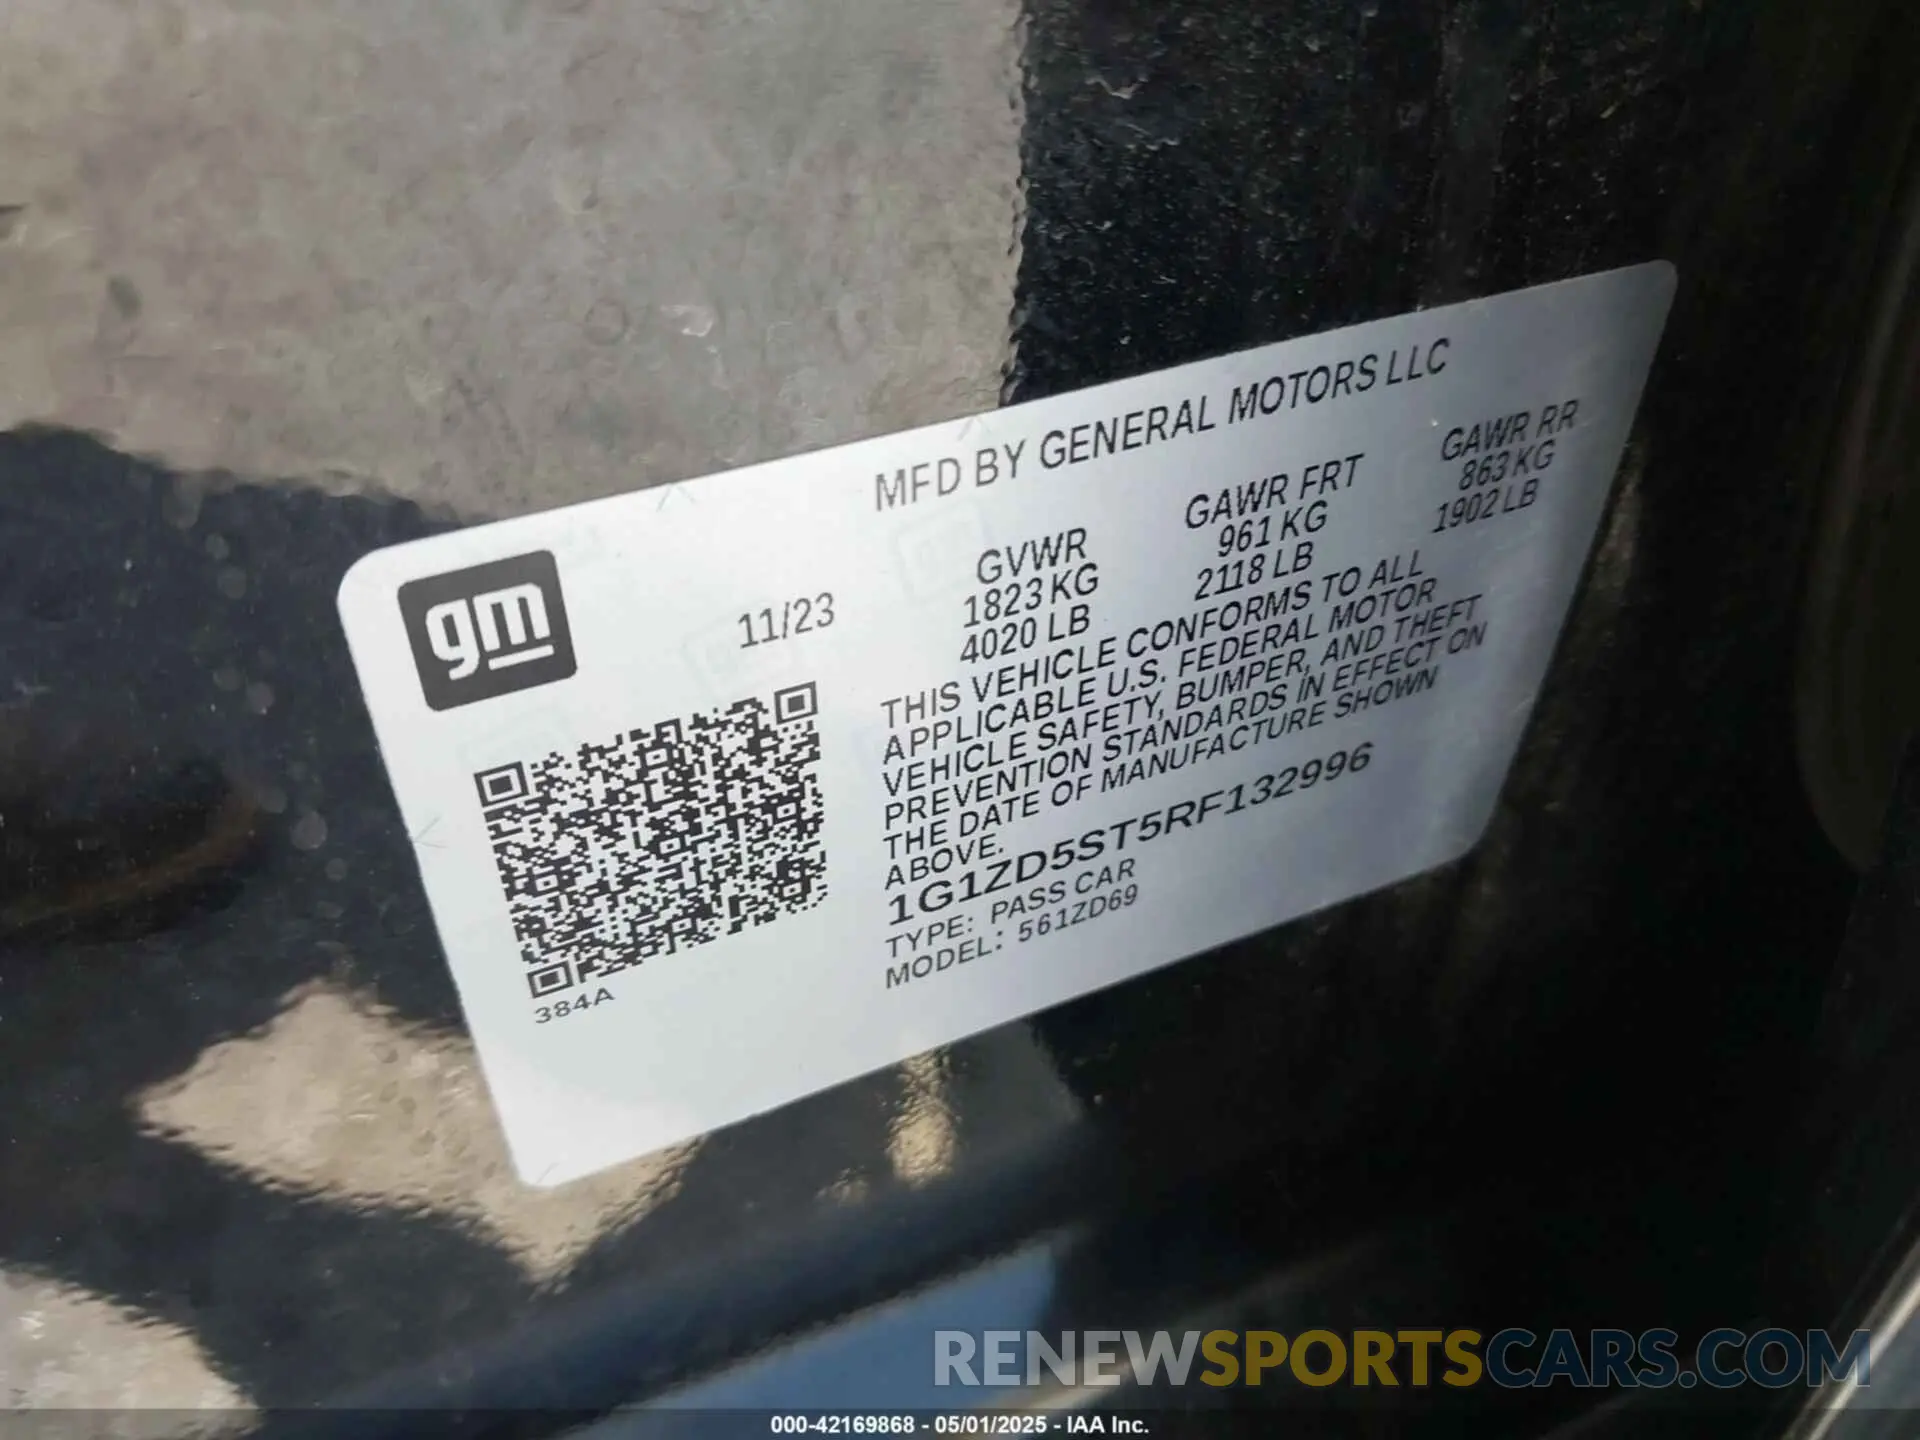 MFD BY GENERAL MOTORS LLC
gm
11/23
GVWR
1823 KG
4020 LB
GAWR FRT
961 KG
2118 LB
GAWR RR
863 KG
1902 LB
THIS VEHICLE CONFORMS TO ALL
APPLICABLE U.S. FEDERAL MOTOR
VEHICLE SAFETY, BUMPER, AND THEFT
PREVENTION STANDARDS IN EFFECT ON
THE DATE OF MANUFACTURE SHOWN
ABOVE.
1G1ZD5ST5RF132996
TYPE: PASS CAR
MODEL: 561ZD69
384A
RENEWSPORTSCARS.COM
000-42169868 - 05/01/2025 - IAA Inc.